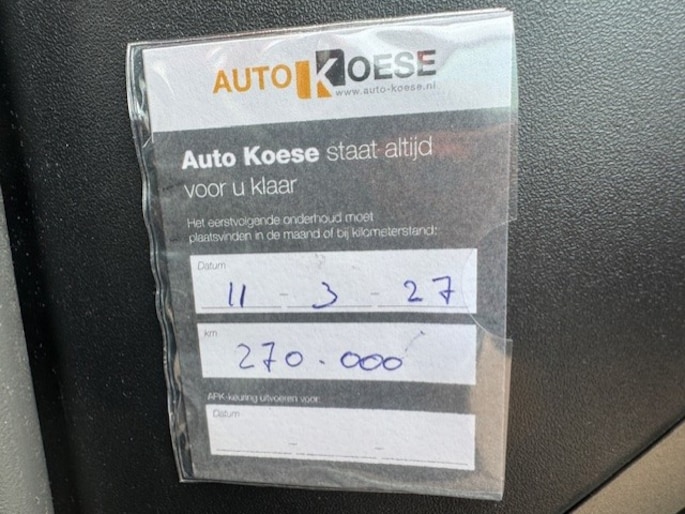 AUTO KOESE
www.auto-koese.nl
Auto Koese staat altijd
voor u klaar
Het eerstvolgende onderhoud moet
plaatsvinden in de maand of bij kilometerstand:
Datum
11 - 3 - 27
km
270.000
APK-keuring uitvoeren voor:
Datum
- -